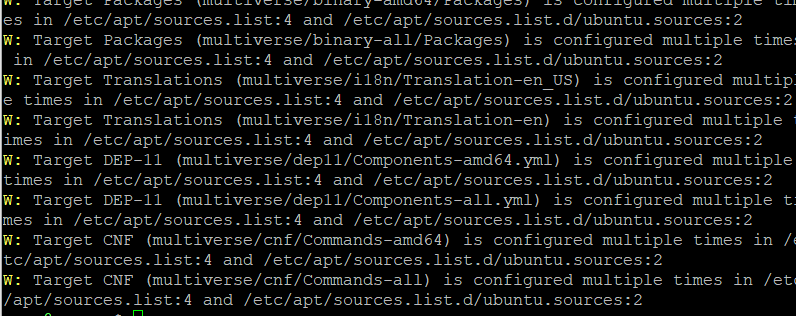 W: Target Packages (multiverse/binary-amd64/Packages) is configured multiple tim
es in /etc/apt/sources.list:4 and /etc/apt/sources.list.d/ubuntu.sources:2
W: Target Packages (multiverse/binary-all/Packages) is configured multiple times
 in /etc/apt/sources.list:4 and /etc/apt/sources.list.d/ubuntu.sources:2
W: Target Translations (multiverse/i18n/Translation-en_US) is configured multipl
e times in /etc/apt/sources.list:4 and /etc/apt/sources.list.d/ubuntu.sources:2
W: Target Translations (multiverse/i18n/Translation-en) is configured multiple t
imes in /etc/apt/sources.list:4 and /etc/apt/sources.list.d/ubuntu.sources:2
W: Target DEP-11 (multiverse/dep11/Components-amd64.yml) is configured multiple
times in /etc/apt/sources.list:4 and /etc/apt/sources.list.d/ubuntu.sources:2
W: Target DEP-11 (multiverse/dep11/Components-all.yml) is configured multiple ti
mes in /etc/apt/sources.list:4 and /etc/apt/sources.list.d/ubuntu.sources:2
W: Target CNF (multiverse/cnf/Commands-amd64) is configured multiple times in /e
tc/apt/sources.list:4 and /etc/apt/sources.list.d/ubuntu.sources:2
W: Target CNF (multiverse/cnf/Commands-all) is configured multiple times in /etc
/apt/sources.list:4 and /etc/apt/sources.list.d/ubuntu.sources:2